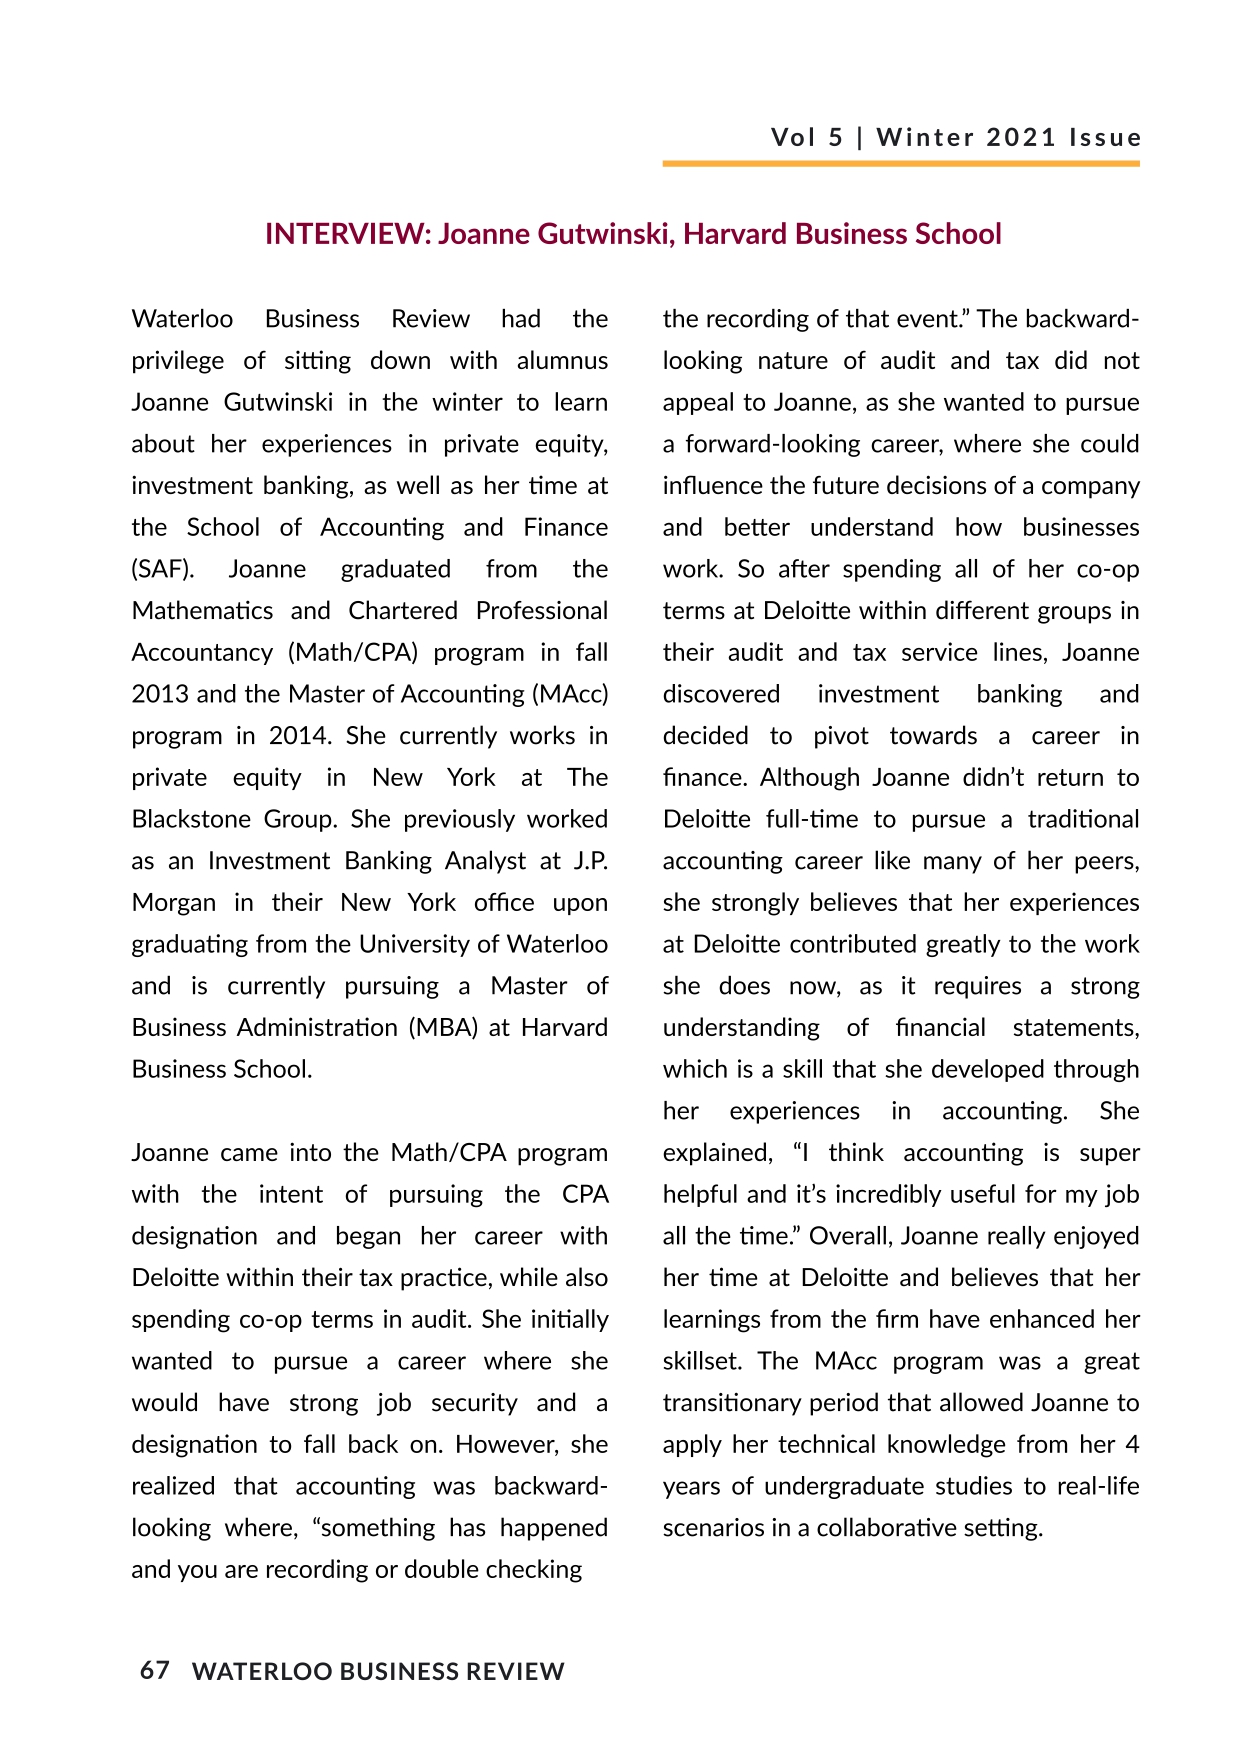 Vol 5 | Winter 2021 Issue
INTERVIEW: Joanne Gutwinski, Harvard Business School
Waterloo Business Review had the
privilege of sitting down with alumnus
Joanne Gutwinski in the winter to learn
about her experiences in private equity,
investment banking, as well as her time at
the School of Accounting and Finance
(SAF). Joanne graduated from the
Mathematics and Chartered Professional
Accountancy (Math/CPA) program in fall
2013 and the Master of Accounting (MAcc)
program in 2014. She currently works in
private equity in New York at The
Blackstone Group. She previously worked
as an Investment Banking Analyst at J.P.
Morgan in their New York office upon
graduating from the University of Waterloo
and is currently pursuing a Master of
Business Administration (MBA) at Harvard
Business School.
Joanne came into the Math/CPA program
with the intent of pursuing the CPA
designation and began her career with
Deloitte within their tax practice, while also
spending co-op terms in audit. She initially
wanted to pursue a career where she
would have strong job security and a
designation to fall back on. However, she
realized that accounting was backward-
looking where, “something has happened
and you are recording or double checking
the recording of that event.” The backward-
looking nature of audit and tax did not
appeal to Joanne, as she wanted to pursue
a forward-looking career, where she could
influence the future decisions of a company
and better understand how businesses
work. So after spending all of her co-op
terms at Deloitte within different groups in
their audit and tax service lines, Joanne
discovered investment banking and
decided to pivot towards a career in
finance. Although Joanne didn’t return to
Deloitte full-time to pursue a traditional
accounting career like many of her peers,
she strongly believes that her experiences
at Deloitte contributed greatly to the work
she does now, as it requires a strong
understanding of financial statements,
which is a skill that she developed through
her experiences in accounting. She
explained, “I think accounting is super
helpful and it’s incredibly useful for my job
all the time.” Overall, Joanne really enjoyed
her time at Deloitte and believes that her
learnings from the firm have enhanced her
skillset. The MAcc program was a great
transitionary period that allowed Joanne to
apply her technical knowledge from her 4
years of undergraduate studies to real-life
scenarios in a collaborative setting.
67 WATERLOO BUSINESS REVIEW